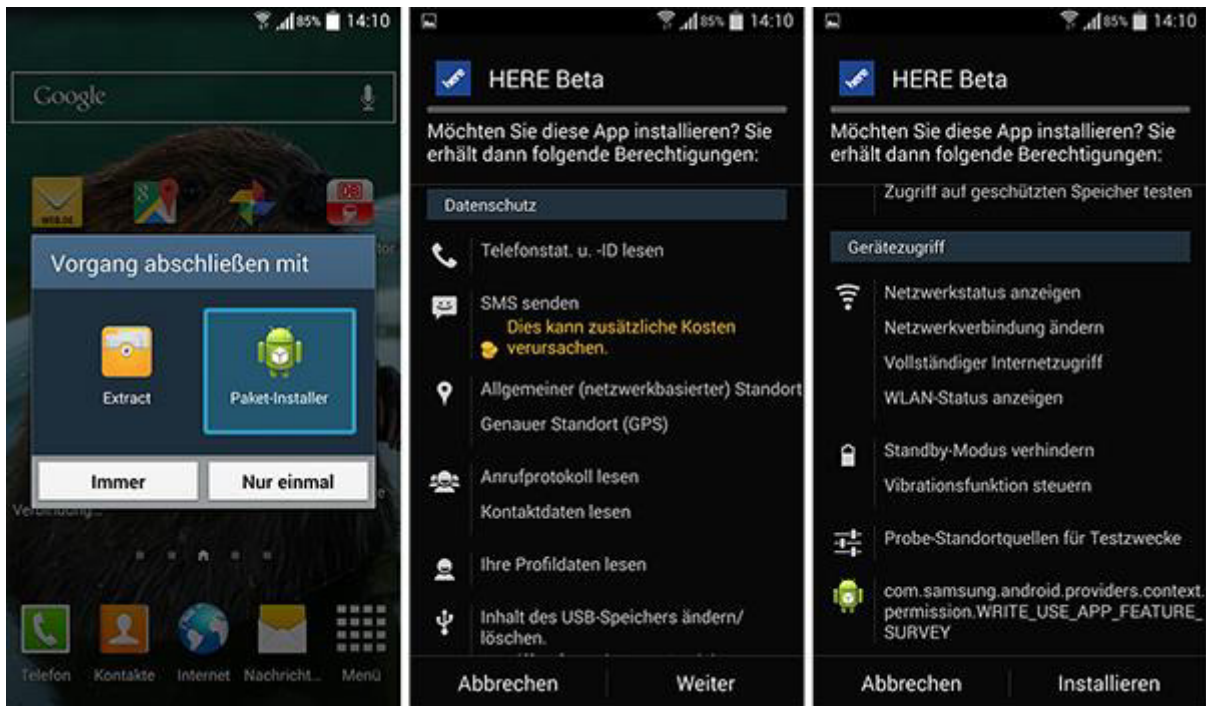 85% 14:10
Google
WEB.DE
8
DB
Vorgang abschließen mit
Extract
Paket-Installer
Immer
Nur einmal
Verbindung...
Telefon
Kontakte
Internet
Nachricht...
Menü
85% 14:10
HERE Beta
Möchten Sie diese App installieren? Sie
erhält dann folgende Berechtigungen:
Datenschutz
Telefonstat. u. -ID lesen
SMS senden
Dies kann zusätzliche Kosten
verursachen.
Allgemeiner (netzwerkbasierter) Standort
Genauer Standort (GPS)
Anrufprotokoll lesen
Kontaktdaten lesen
Ihre Profildaten lesen
Inhalt des USB-Speichers ändern/
löschen.
Abbrechen
Weiter
85% 14:10
HERE Beta
Möchten Sie diese App installieren? Sie
erhält dann folgende Berechtigungen:
Zugriff auf geschützten Speicher testen
Gerätezugriff
Netzwerkstatus anzeigen
Netzwerkverbindung ändern
Vollständiger Internetzugriff
WLAN-Status anzeigen
Standby-Modus verhindern
Vibrationsfunktion steuern
Probe-Standortquellen für Testzwecke
com.samsung.android.providers.context.
permission.WRITE_USE_APP_FEATURE_
SURVEY
Abbrechen
Installieren